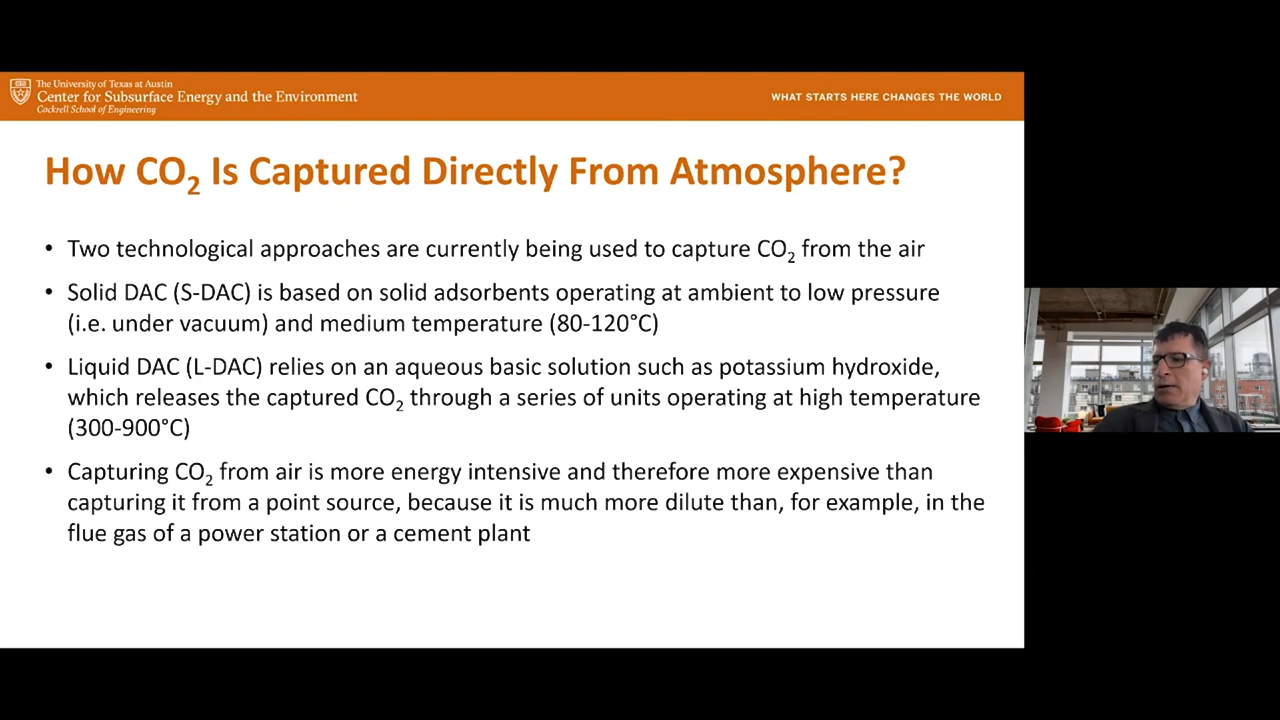 The University of Texas at Austin
Center for Subsurface Energy and the Environment
Cockrell School of Engineering
WHAT STARTS HERE CHANGES THE WORLD
How CO₂ Is Captured Directly From Atmosphere?
• Two technological approaches are currently being used to capture CO₂ from the air
• Solid DAC (S-DAC) is based on solid adsorbents operating at ambient to low pressure
(i.e. under vacuum) and medium temperature (80-120°C)
• Liquid DAC (L-DAC) relies on an aqueous basic solution such as potassium hydroxide,
which releases the captured CO₂ through a series of units operating at high temperature
(300-900°C)
• Capturing CO₂ from air is more energy intensive and therefore more expensive than
capturing it from a point source, because it is much more dilute than, for example, in the
flue gas of a power station or a cement plant